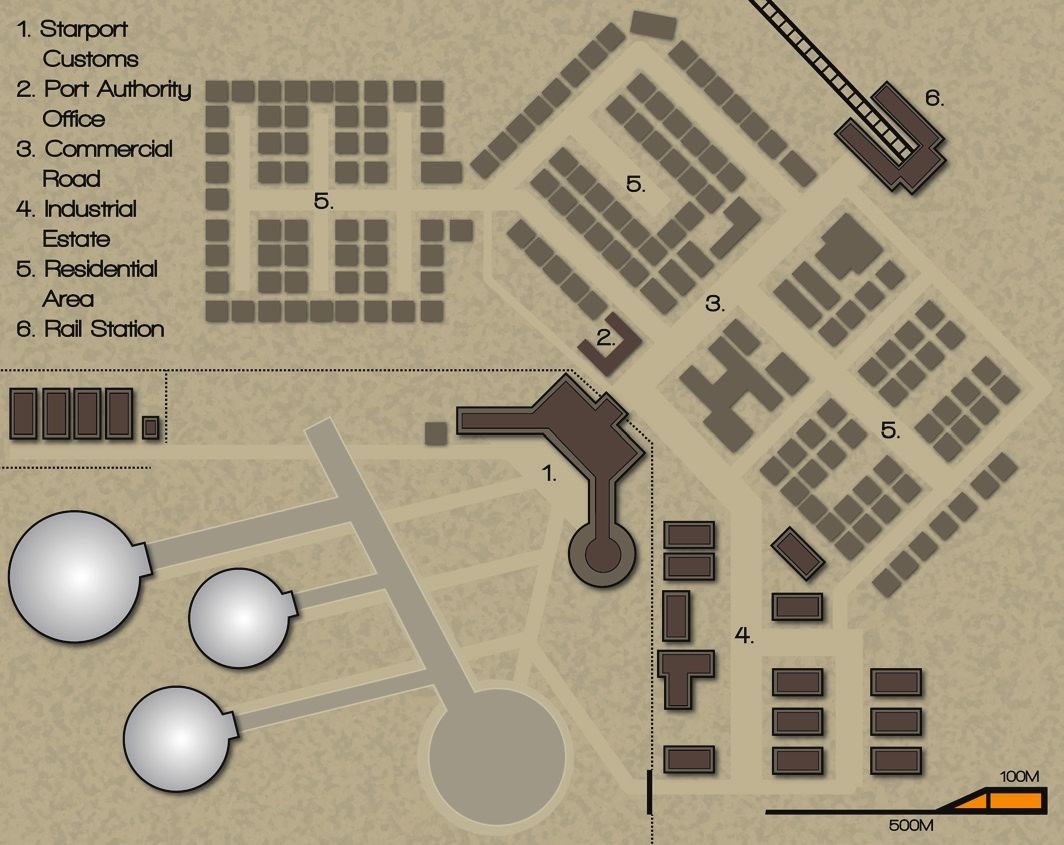 1. Starport
Customs
2. Port Authority
Office
3. Commercial
Road
4. Industrial
Estate
5. Residential
Area
6. Rail Station
6.
5.
5.
3.
2.
5.
1.
4.
100M
500M